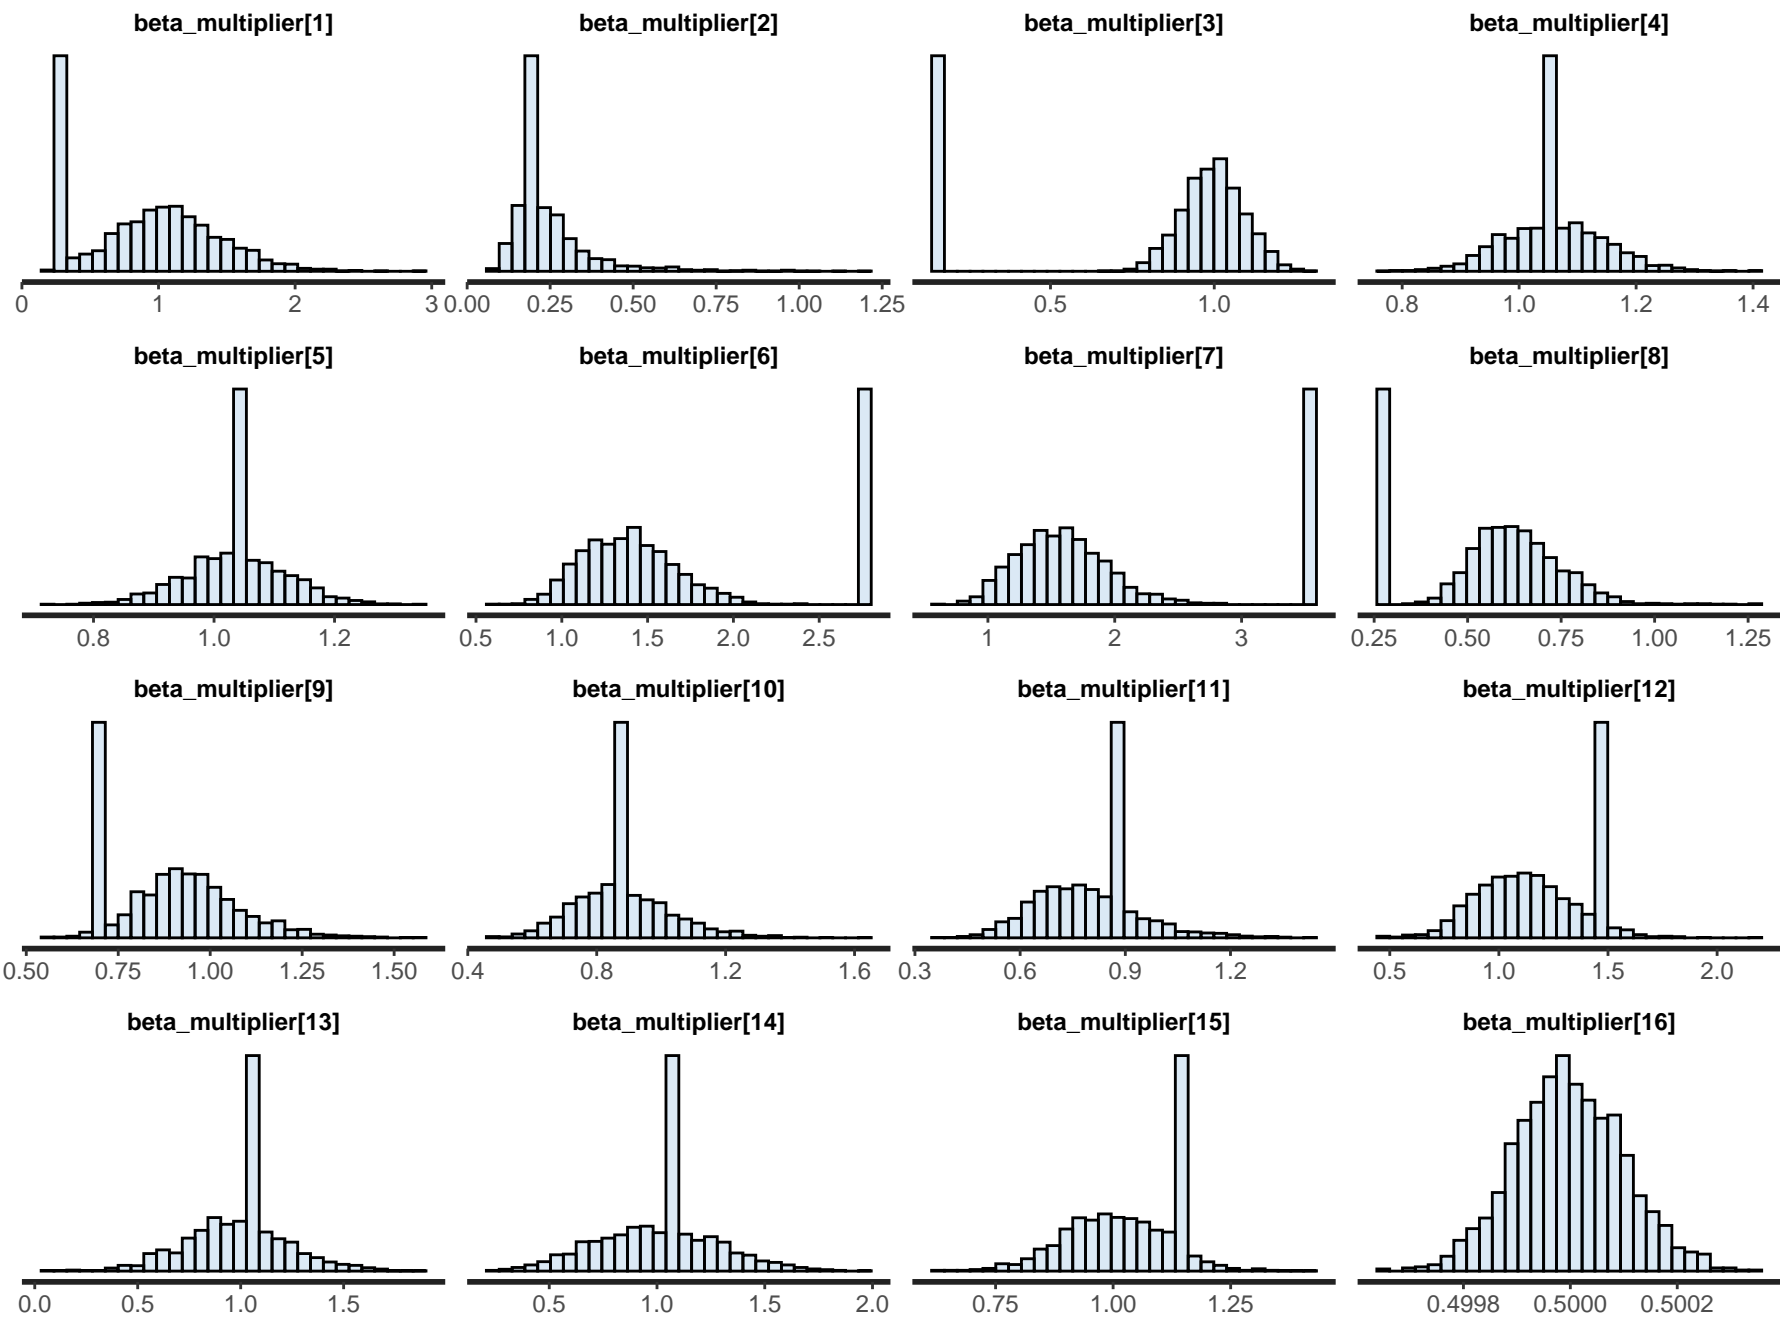 beta_multiplier[1] beta_multiplier[2] beta_multiplier[3] beta_multiplier[4]
0 1 2 3 0.00 0.25 0.50 0.75 1.00 1.25 0.5 1.0 0.8 1.0 1.2 1.4
beta_multiplier[5] beta_multiplier[6] beta_multiplier[7] beta_multiplier[8]
0.8 1.0 1.2 0.5 1.0 1.5 2.0 2.5 1 2 3 0.25 0.50 0.75 1.00 1.25
beta_multiplier[9] beta_multiplier[10] beta_multiplier[11] beta_multiplier[12]
0.50 0.75 1.00 1.25 1.50 0.4 0.8 1.2 1.6 0.3 0.6 0.9 1.2 0.5 1.0 1.5 2.0
beta_multiplier[13] beta_multiplier[14] beta_multiplier[15] beta_multiplier[16]
0.0 0.5 1.0 1.5 0.5 1.0 1.5 2.0 0.75 1.00 1.25 0.4998 0.5000 0.5002